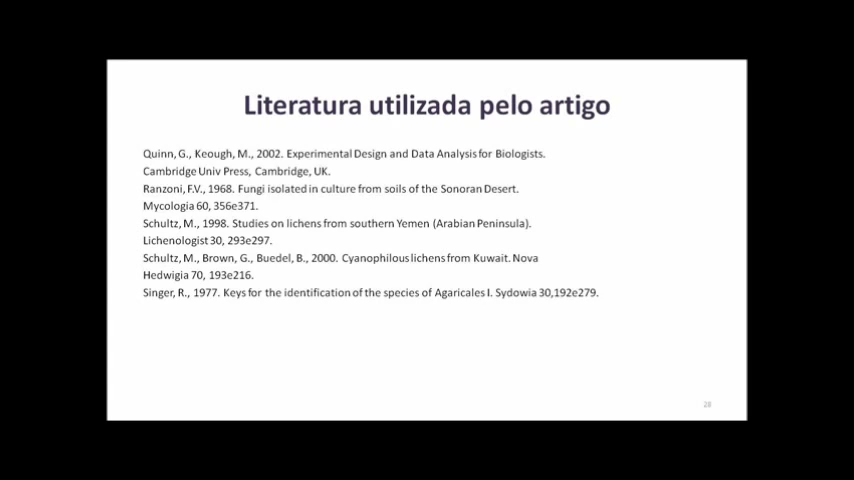 Literatura utilizada pelo artigo
Quinn, G., Keough, M., 2002. Experimental Design and Data Analysis for Biologists.
Cambridge Univ Press, Cambridge, UK.
Ranzoni, F.V., 1968. Fungi isolated in culture from soils of the Sonoran Desert.
Mycologia 60, 356e371.
Schultz, M., 1998. Studies on lichens from southern Yemen (Arabian Peninsula).
Lichenologist 30, 293e297.
Schultz, M., Brown, G., Buedel, B., 2000. Cyanophilous lichens from Kuwait. Nova
Hedwigia 70, 193e216.
Singer, R., 1977. Keys for the identification of the species of Agaricales I. Sydowia 30,192e279.
28